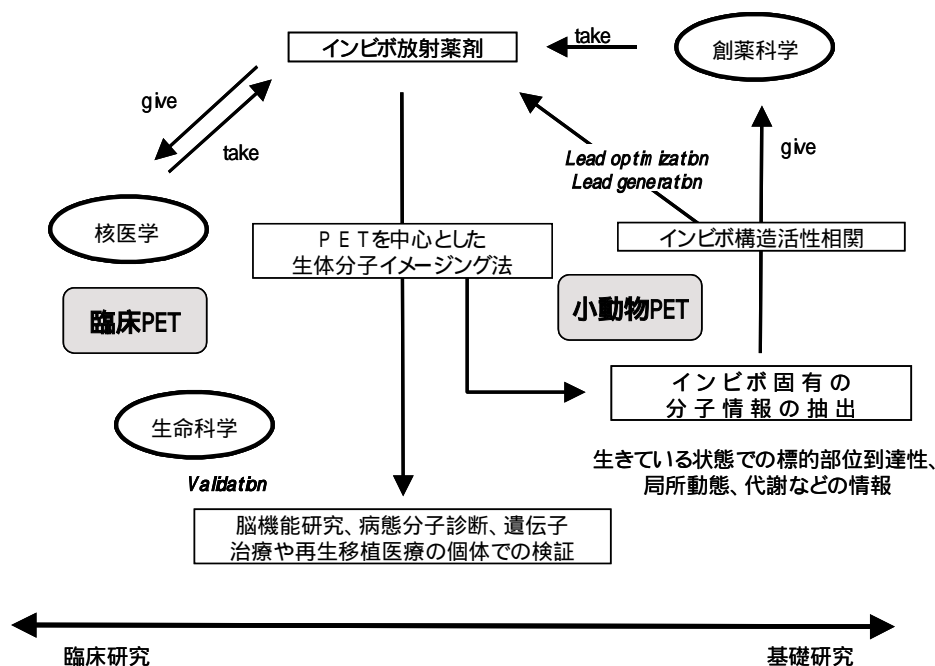 インビボ放射薬剤
take
創薬科学
give
take
Lead optimization
Lead generation
give
核医学
PETを中心とした
生体分子イメージング法
インビボ構造活性相関
臨床PET
小動物PET
インビボ固有の
分子情報の抽出
生命科学
生きている状態での標的部位到達性、
局所動態、代謝などの情報
Validation
脳機能研究、病態分子診断、遺伝子
治療や再生移植医療の個体での検証
臨床研究
基礎研究